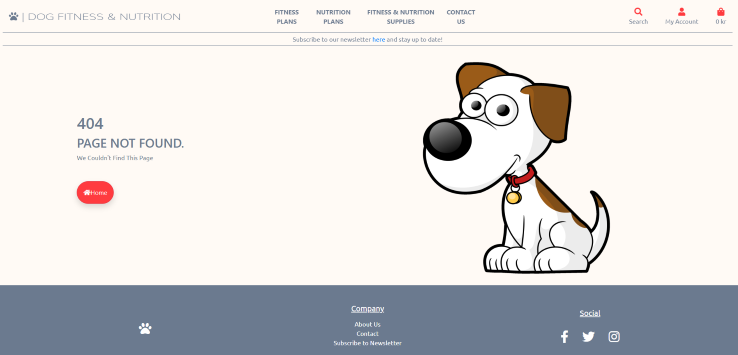 | DOG FITNESS & NUTRITION
FITNESS PLANS
NUTRITION PLANS
FITNESS & NUTRITION SUPPLIES
CONTACT US
Search
My Account
0 kr
Subscribe to our newsletter here and stay up to date!
404
PAGE NOT FOUND.
We Couldn't Find This Page
Home
Company
About Us
Contact
Subscribe to Newsletter
Social